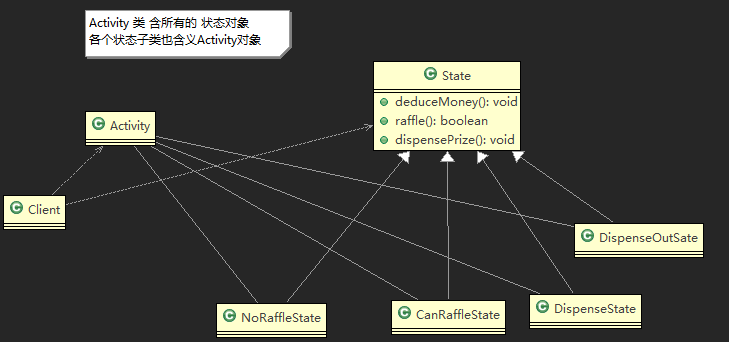 Activity 类 含所有的 状态对象
各个状态子类也含义Activity对象
State
deduceMoney(): void
raffle(): boolean
dispensePrize(): void
Activity
Client
DispenseOutSate
NoRaffleState
CanRaffleState
DispenseState